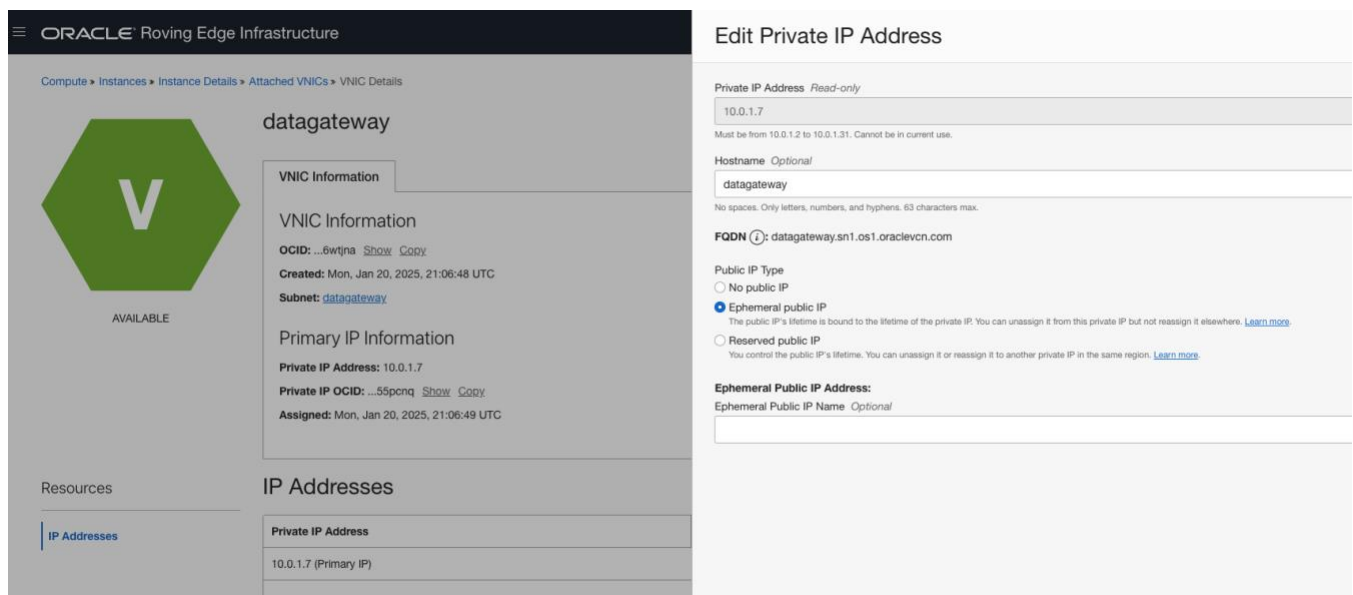 ORACLE Roving Edge Infrastructure
Compute » Instances » Instance Details » Attached VNICs » VNIC Details
V
AVAILABLE
datagateway
VNIC Information
VNIC Information
OCID: ...6wtjna Show Copy
Created: Mon, Jan 20, 2025, 21:06:48 UTC
Subnet: datagateway
Primary IP Information
Private IP Address: 10.0.1.7
Private IP OCID: ...55pcnq Show Copy
Assigned: Mon, Jan 20, 2025, 21:06:49 UTC
Resources
IP Addresses
IP Addresses
Private IP Address
10.0.1.7 (Primary IP)
Edit Private IP Address
Private IP Address Read-only
10.0.1.7
Must be from 10.0.1.2 to 10.0.1.31. Cannot be in current use.
Hostname Optional
datagateway
No spaces. Only letters, numbers, and hyphens. 63 characters max.
FQDN i: datagateway.sn1.os1.oraclevcn.com
Public IP Type
No public IP
Ephemeral public IP
The public IP's lifetime is bound to the lifetime of the private IP. You can unassign it from this private IP but not reassign it elsewhere. Learn more.
Reserved public IP
You control the public IP's lifetime. You can unassign it or reassign it to another private IP in the same region. Learn more.
Ephemeral Public IP Address:
Ephemeral Public IP Name Optional